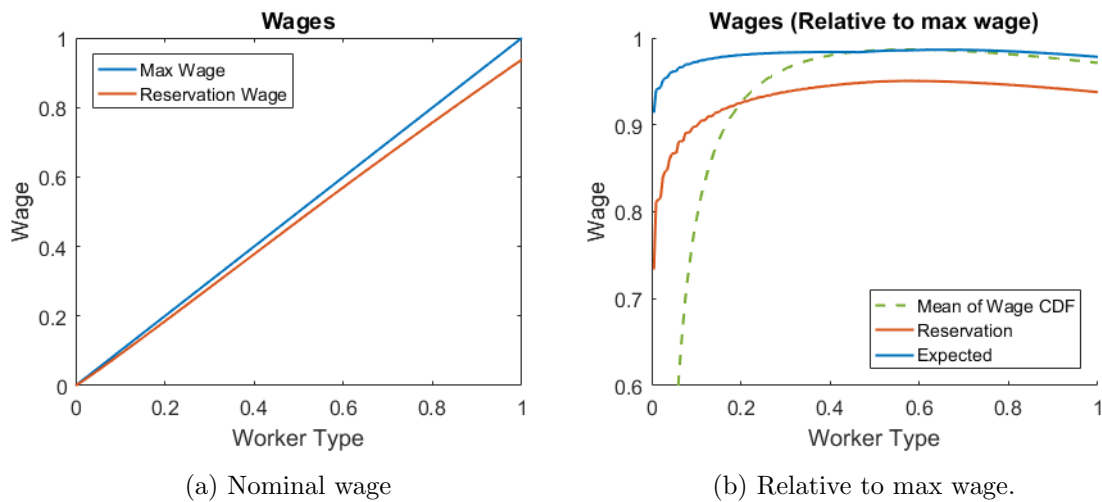 Wages
Max Wage
Reservation Wage
1
0.8
0.6
0.4
0.2
0
Wage
0 0.2 0.4 0.6 0.8 1
Worker Type
(a) Nominal wage
Wages (Relative to max wage)
1
0.9
0.8
0.7
0.6
Wage
Mean of Wage CDF
Reservation
Expected
0 0.2 0.4 0.6 0.8 1
Worker Type
(b) Relative to max wage.